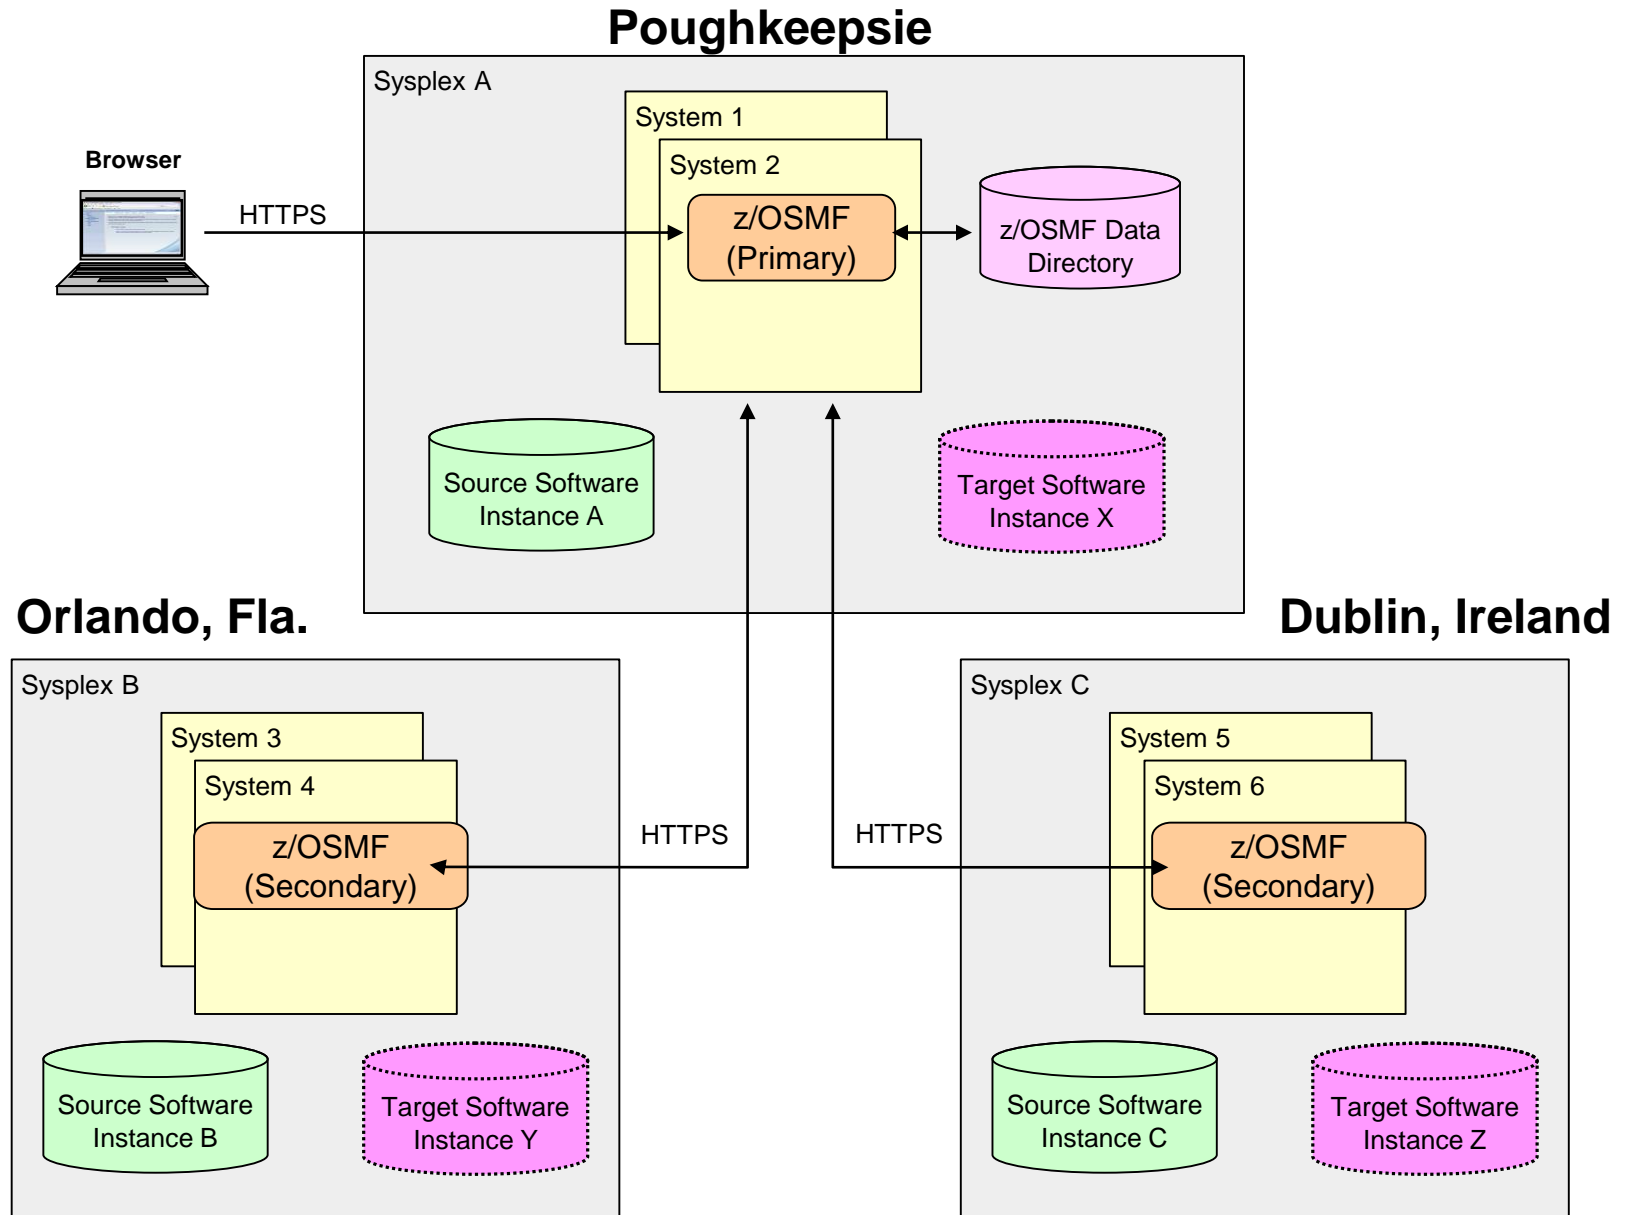 Poughkeepsie
Sysplex A
System 1
System 2
Browser
HTTPS
z/OSMF
(Primary)
z/OSMF Data
Directory
Source Software
Instance A
Target Software
Instance X
Orlando, Fla.
Dublin, Ireland
Sysplex B
System 3
System 4
z/OSMF
(Secondary)
HTTPS
HTTPS
Sysplex C
System 5
System 6
z/OSMF
(Secondary)
Source Software
Instance B
Target Software
Instance Y
Source Software
Instance C
Target Software
Instance Z